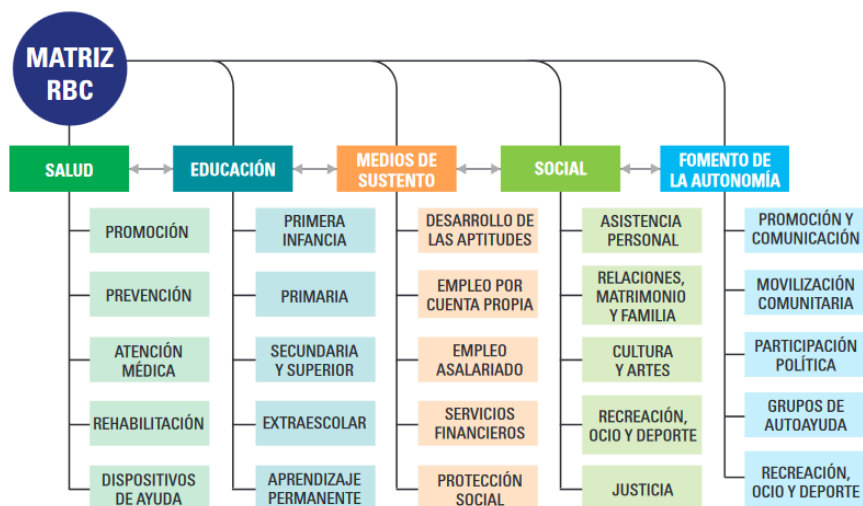 MATRIZ
RBC
SALUD
EDUCACIÓN
MEDIOS DE
SUSTENTO
SOCIAL
FOMENTO DE
LA AUTONOMÍA
PROMOCIÓN
PREVENCIÓN
ATENCIÓN
MÉDICA
REHABILITACIÓN
DISPOSITIVOS
DE AYUDA
PRIMERA
INFANCIA
PRIMARIA
SECUNDARIA
Y SUPERIOR
EXTRAESCOLAR
APRENDIZAJE
PERMANENTE
DESARROLLO DE
LAS APTITUDES
EMPLEO POR
CUENTA PROPIA
EMPLEO
ASALARIADO
SERVICIOS
FINANCIEROS
PROTECCIÓN
SOCIAL
ASISTENCIA
PERSONAL
RELACIONES,
MATRIMONIO
Y FAMILIA
CULTURA
Y ARTES
RECREACIÓN,
OCIO Y DEPORTE
JUSTICIA
PROMOCIÓN Y
COMUNICACIÓN
MOVILIZACIÓN
COMUNITARIA
PARTICIPACIÓN
POLÍTICA
GRUPOS DE
AUTOAYUDA
RECREACIÓN,
OCIO Y DEPORTE